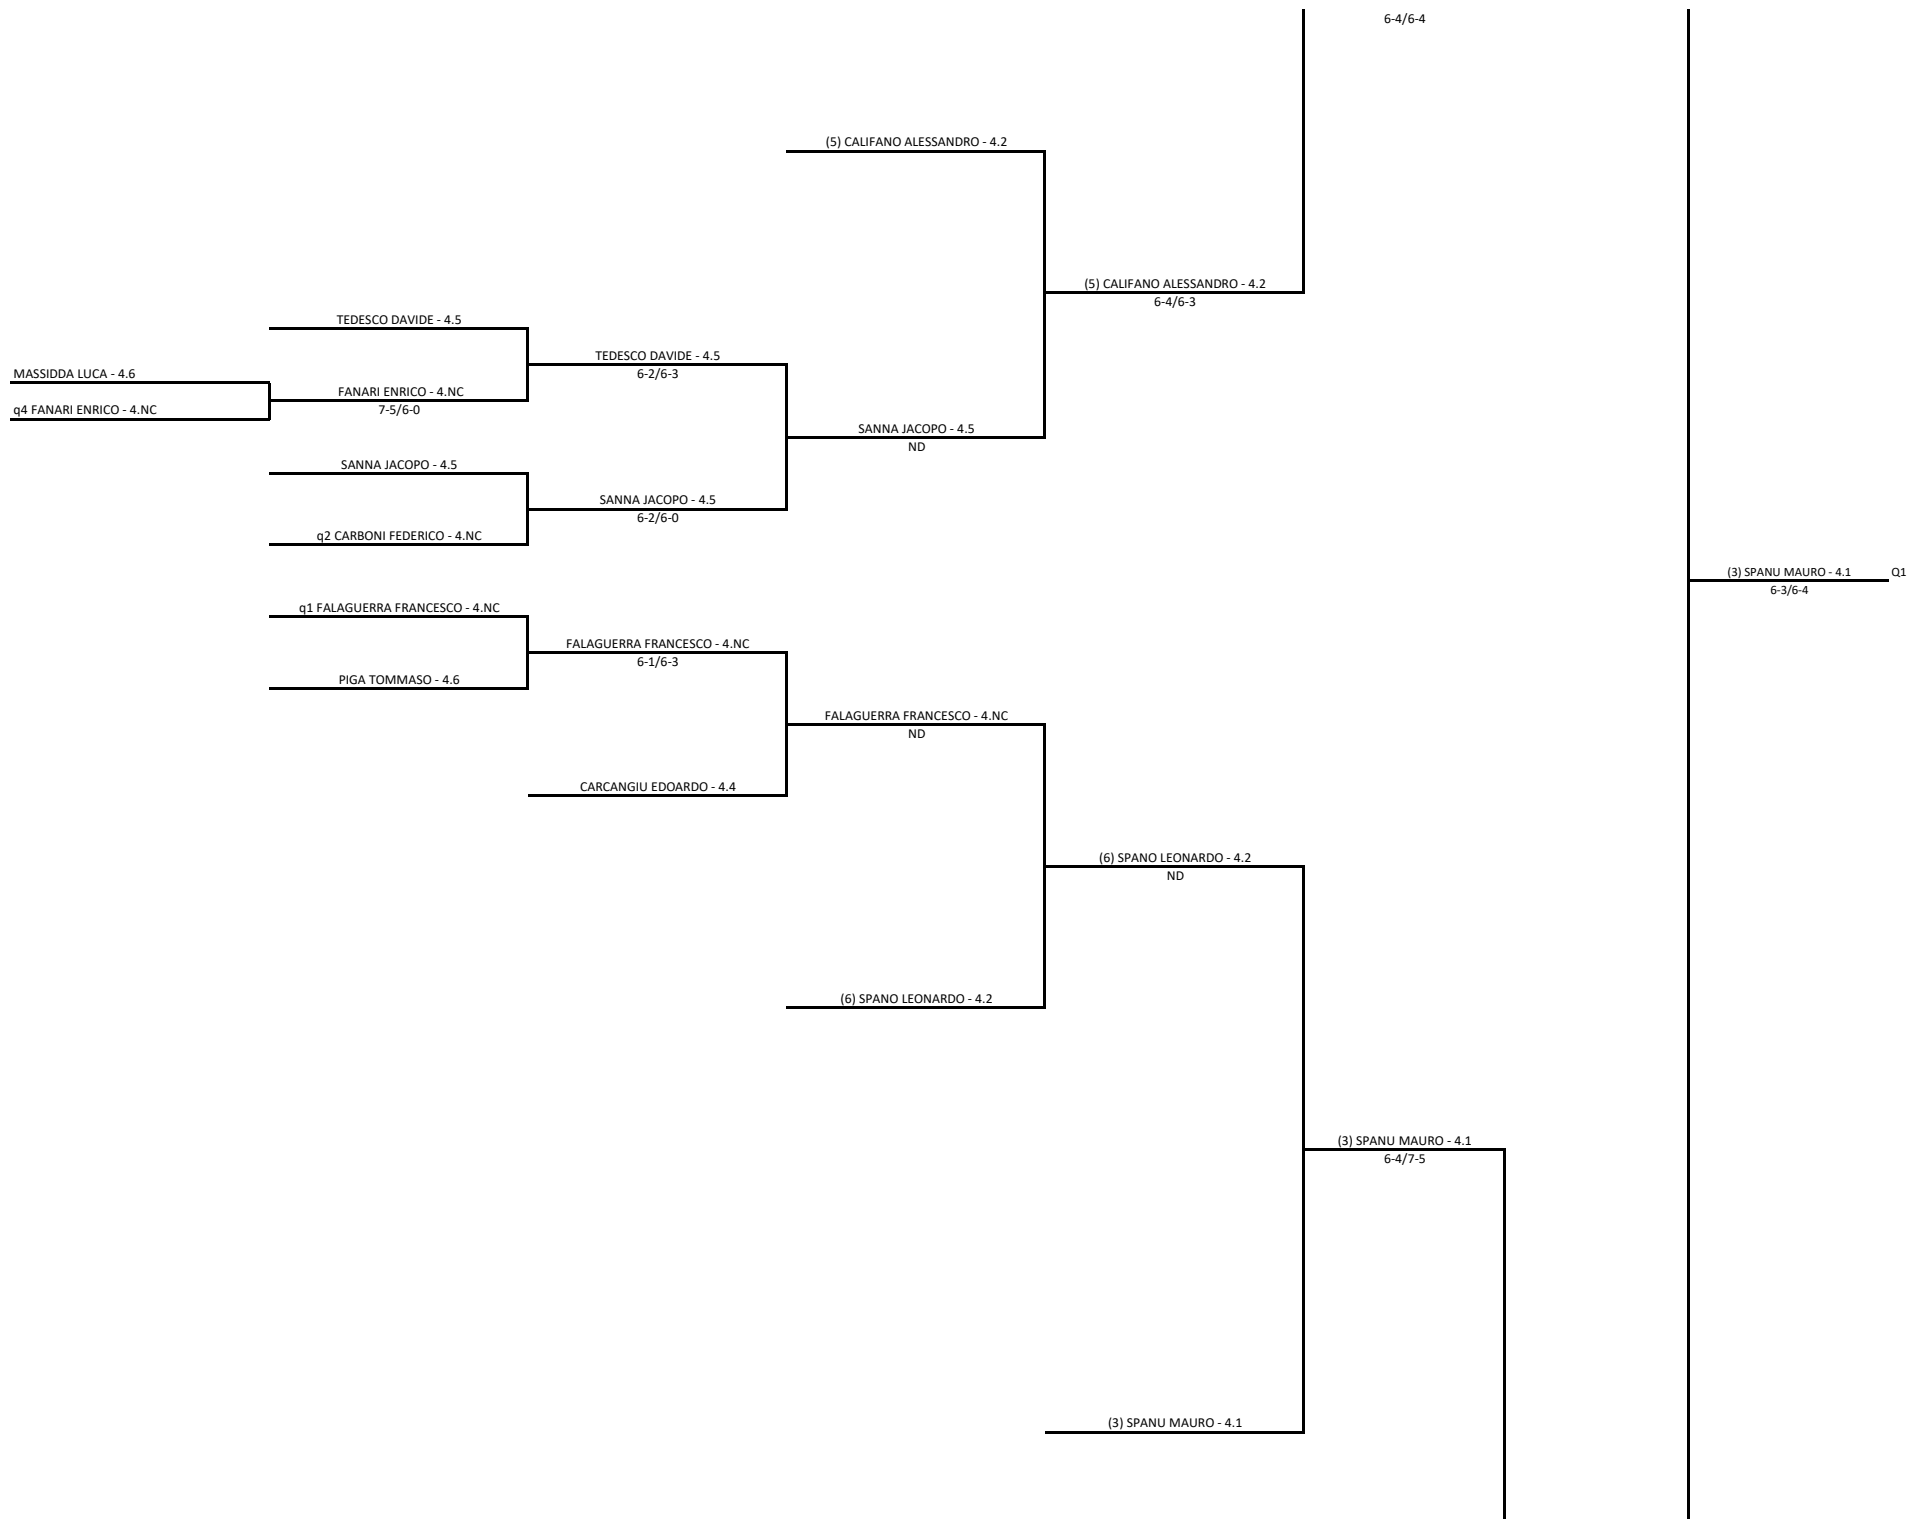 6-4/6-4
(5) CALIFANO ALESSANDRO - 4.2
(5) CALIFANO ALESSANDRO - 4.2
6-4/6-3
TEDESCO DAVIDE - 4.5
TEDESCO DAVIDE - 4.5
6-2/6-3
MASSIDDA LUCA - 4.6
FANARI ENRICO - 4.NC
7-5/6-0
q4 FANARI ENRICO - 4.NC
SANNA JACOPO - 4.5
ND
SANNA JACOPO - 4.5
SANNA JACOPO - 4.5
6-2/6-0
q2 CARBONI FEDERICO - 4.NC
(3) SPANU MAURO - 4.1 Q1
6-3/6-4
q1 FALAGUERRA FRANCESCO - 4.NC
FALAGUERRA FRANCESCO - 4.NC
6-1/6-3
PIGA TOMMASO - 4.6
FALAGUERRA FRANCESCO - 4.NC
ND
CARCANGIU EDOARDO - 4.4
(6) SPANO LEONARDO - 4.2
ND
(6) SPANO LEONARDO - 4.2
(3) SPANU MAURO - 4.1
6-4/7-5
(3) SPANU MAURO - 4.1